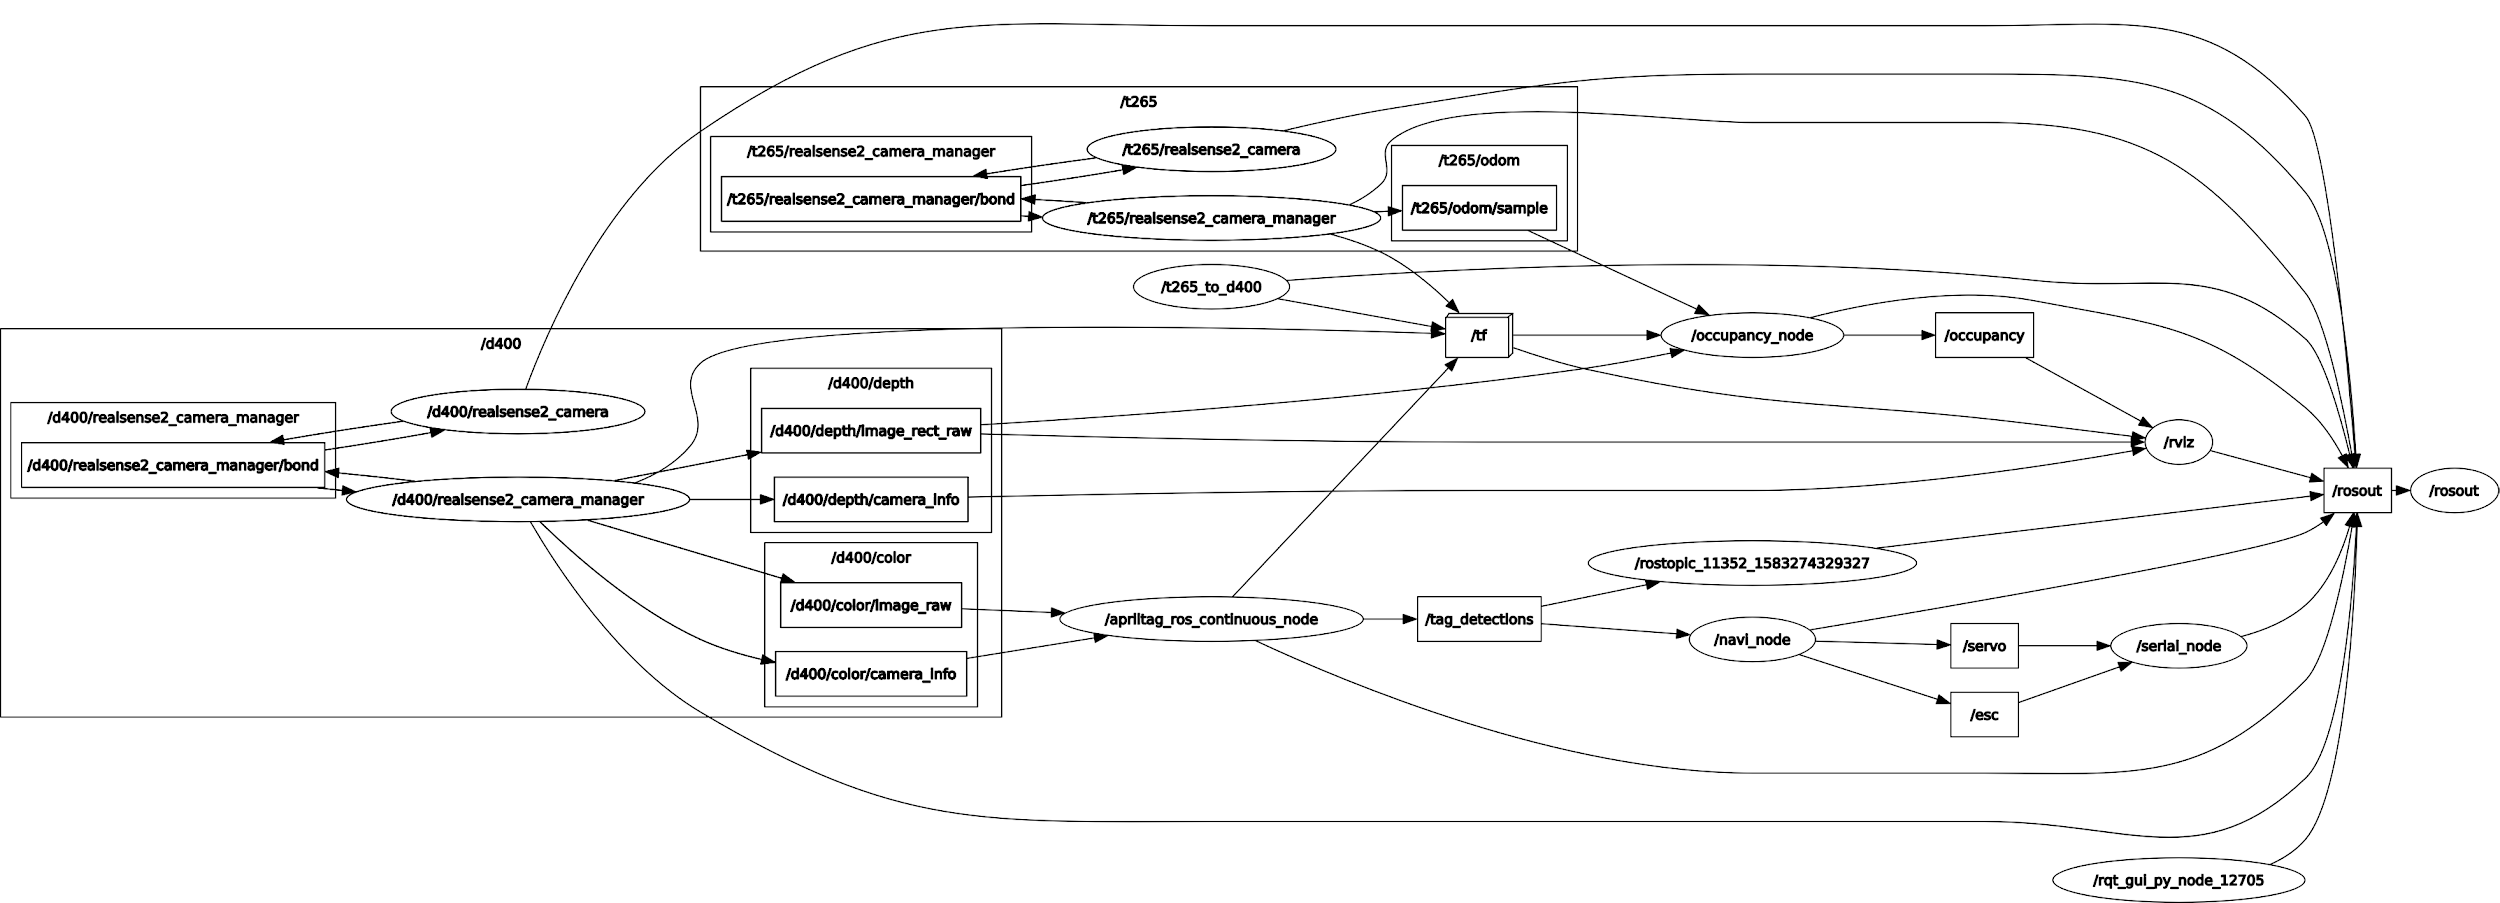 /t265
/t265/realsense2_camera_manager
/t265/realsense2_camera
/t265/odom
/t265/realsense2_camera_manager/bond
/t265/realsense2_camera_manager
/t265/odom/sample
/t265_to_d400
/tf
/occupancy_node
/occupancy
/d400
/d400/realsense2_camera_manager
/d400/realsense2_camera
/d400/depth
/d400/depth/image_rect_raw
/rviz
/d400/realsense2_camera_manager/bond
/d400/realsense2_camera_manager
/d400/depth/camera_info
/rosout
/rosout
/d400/color
/rostopic_11352_1583274329327
/d400/color/image_raw
/apriltag_ros_continuous_node
/tag_detections
/navi_node
/servo
/serial_node
/d400/color/camera_info
/esc
/rqt_gui_py_node_12705